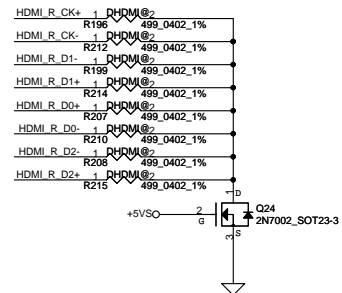 HDMI_R_CK+ 1 DHDMI@ 2
R196 499_0402_1%
HDMI_R_CK- 1 DHDMI@ 2
R212 499_0402_1%
HDMI_R_D1- 1 DHDMI@ 2
R199 499_0402_1%
HDMI_R_D1+ 1 DHDMI@ 2
R214 499_0402_1%
HDMI_R_D0+ 1 DHDMI@ 2
R207 499_0402_1%
HDMI_R_D0- 1 DHDMI@ 2
R210 499_0402_1%
HDMI_R_D2- 1 DHDMI@ 2
R208 499_0402_1%
HDMI_R_D2+ 1 DHDMI@ 2
R215 499_0402_1%
1 D
Q24
+5VS 2
G
2N7002_SOT23-3
3 S